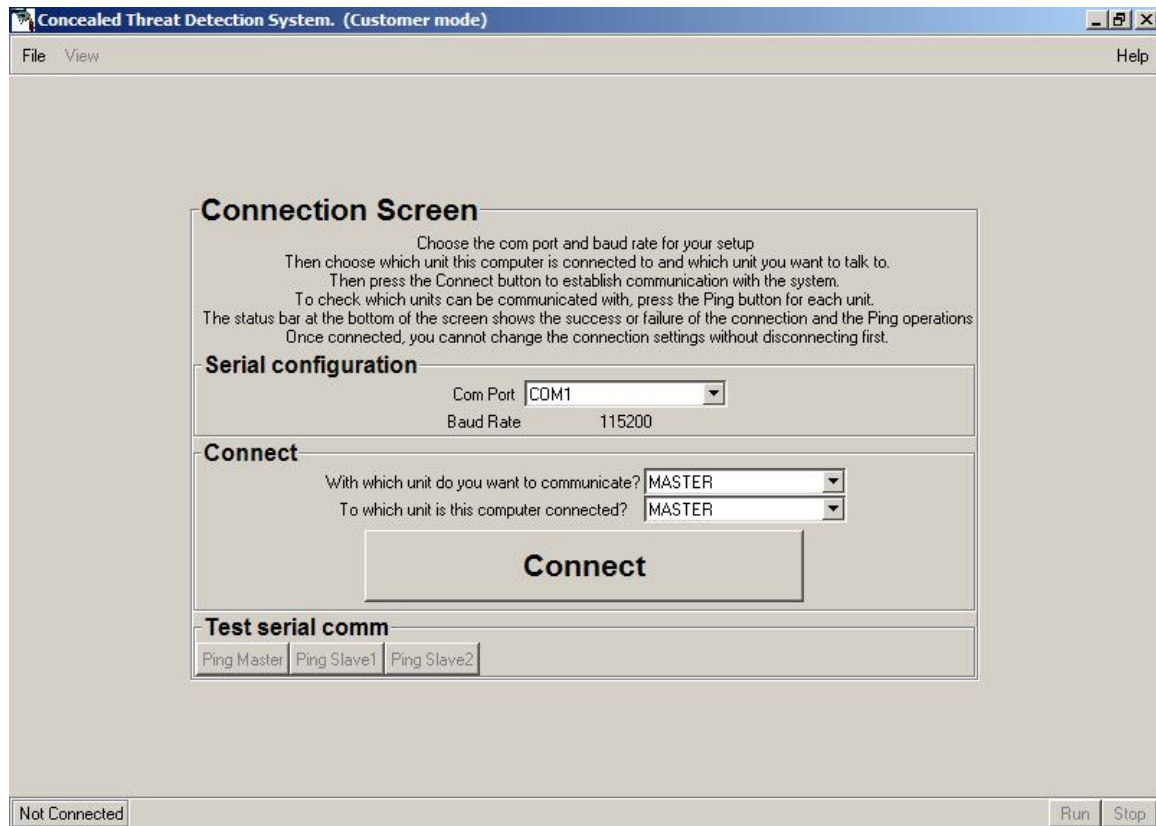 Concealed Threat Detection System. (Customer mode)
File View Help
Connection Screen
Choose the com port and baud rate for your setup
Then choose which unit this computer is connected to and which unit you want to talk to.
Then press the Connect button to establish communication with the system.
To check which units can be communicated with, press the Ping button for each unit.
The status bar at the bottom of the screen shows the success or failure of the connection and the Ping operations
Once connected, you cannot change the connection settings without disconnecting first.
Serial configuration
Com Port COM1
Baud Rate 115200
Connect
With which unit do you want to communicate? MASTER
To which unit is this computer connected? MASTER
Connect
Test serial comm
Ping Master Ping Slave1 Ping Slave2
Not Connected Run Stop